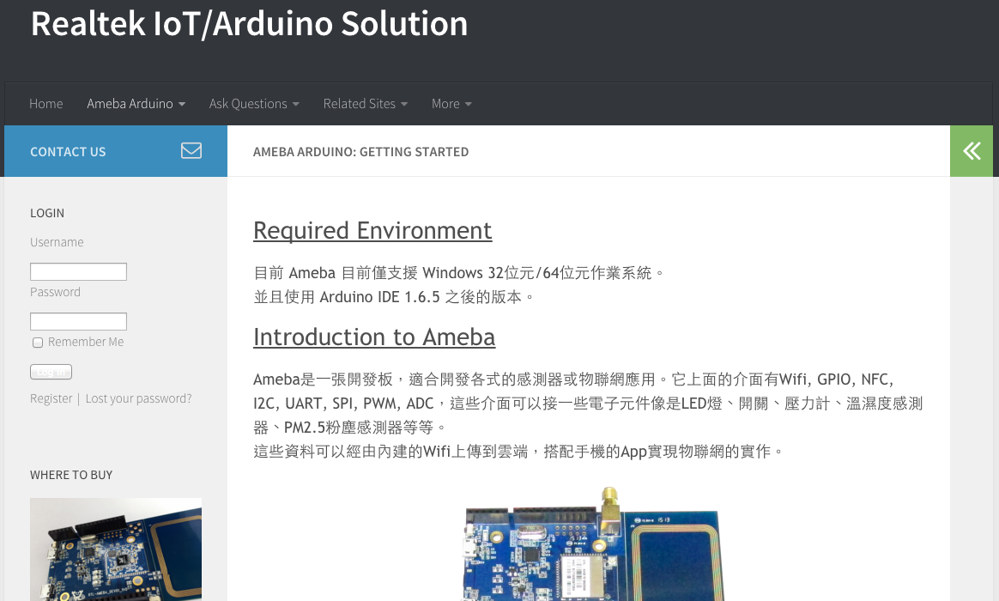 Realtek IoT/Arduino Solution
Home
Ameba Arduino
Ask Questions
Related Sites
More
CONTACT US
AMEBA ARDUINO: GETTING STARTED
LOGIN
Username
Password
Remember Me
Log In
Register | Lost your password?
WHERE TO BUY
Required Environment
目前 Ameba 目前僅支援 Windows 32位元/64位元作業系統。
並且使用 Arduino IDE 1.6.5 之後的版本。
Introduction to Ameba
Ameba是一張開發板，適合開發各式的感測器或物聯網應用。它上面的介面有Wifi, GPIO, NFC,
I2C, UART, SPI, PWM, ADC，這些介面可以接一些電子元件像是LED燈、開關、壓力計、溫濕度感測
器、PM2.5粉塵感測器等等。
這些資料可以經由內建的Wifi上傳到雲端，搭配手機的App實現物聯網的實作。
1513